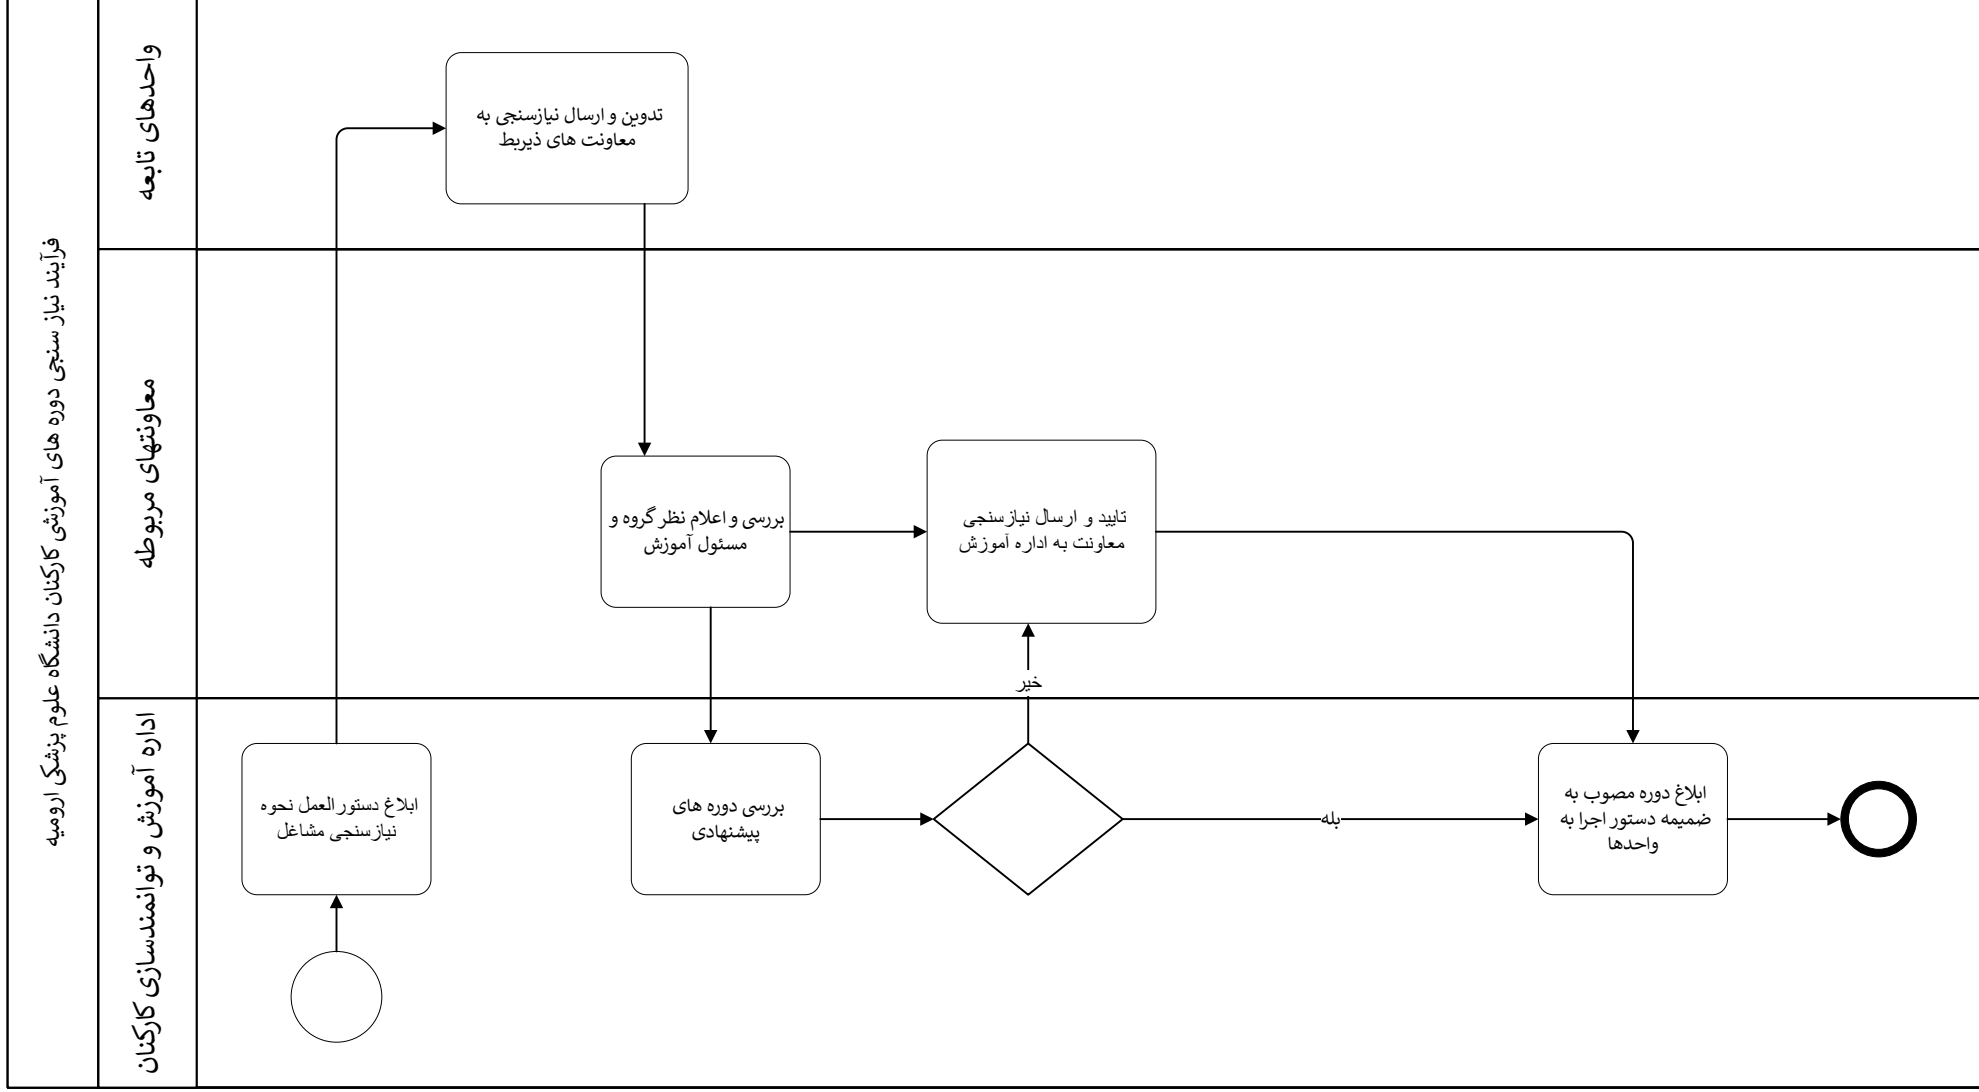 فرآیند نیاز سنجی دوره های آموزشی کارکنان دانشگاه علوم پزشکی ارومیه
واحدهای تابعه
تدوین و ارسال نیازسنجی به
معاونت های ذیربط
معاونتهای مربوطه
بررسی و اعلام نظر گروه و
مسئول آموزش
تایید و ارسال نیازسنجی
معاونت به اداره آموزش
خیر
اداره آموزش و توانمندسازی کارکنان
ابلاغ دستورالعمل نحوه
نیازسنجی مشاغل
بررسی دوره های
پیشنهادی
بله
ابلاغ دوره مصوب به
ضمیمه دستور اجرا به
واحدها